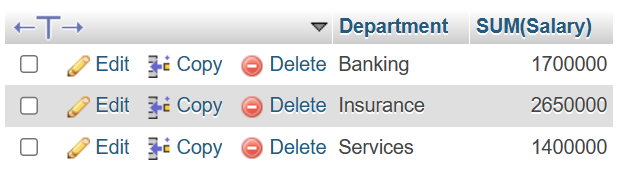 Department SUM(Salary)
Edit Copy Delete Banking 1700000
Edit Copy Delete Insurance 2650000
Edit Copy Delete Services 1400000